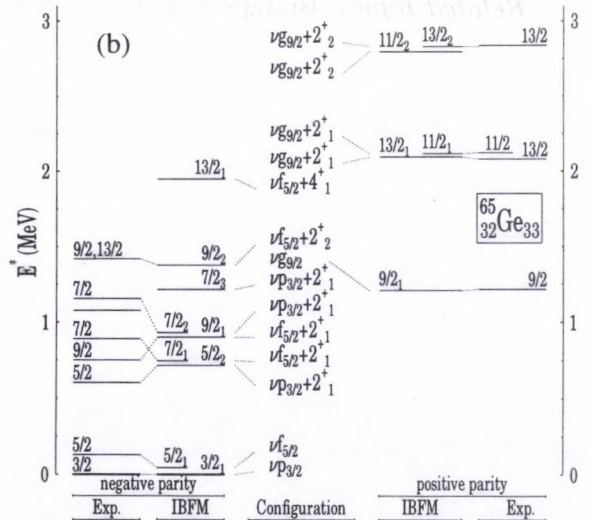 3
(b)
νg9/2+2+2
νg9/2+2+2
11/2₂ 13/2₂
13/2
3
νg9/2+2+1
νg9/2+2+1
13/2₁ 11/2₁
11/2 13/2
2
13/2₁
νf5/2+4+1
2
65 32Ge33
E* (MeV)
9/2,13/2
9/2₂
νf5/2+2+2
νg9/2
7/2
7/2₃
νp3/2+2+1
9/2₁
9/2
1
7/2₂ 9/2₁
νp3/2+2+1
1
7/2
νf5/2+2+1
9/2
7/2₁ 5/2₂
νf5/2+2+1
5/2
νp3/2+2+1
5/2
5/2₁
νf5/2
3/2
3/2₁
νp3/2
0
0
negative parity
positive parity
Exp.
IBFM
Configuration
IBFM
Exp.